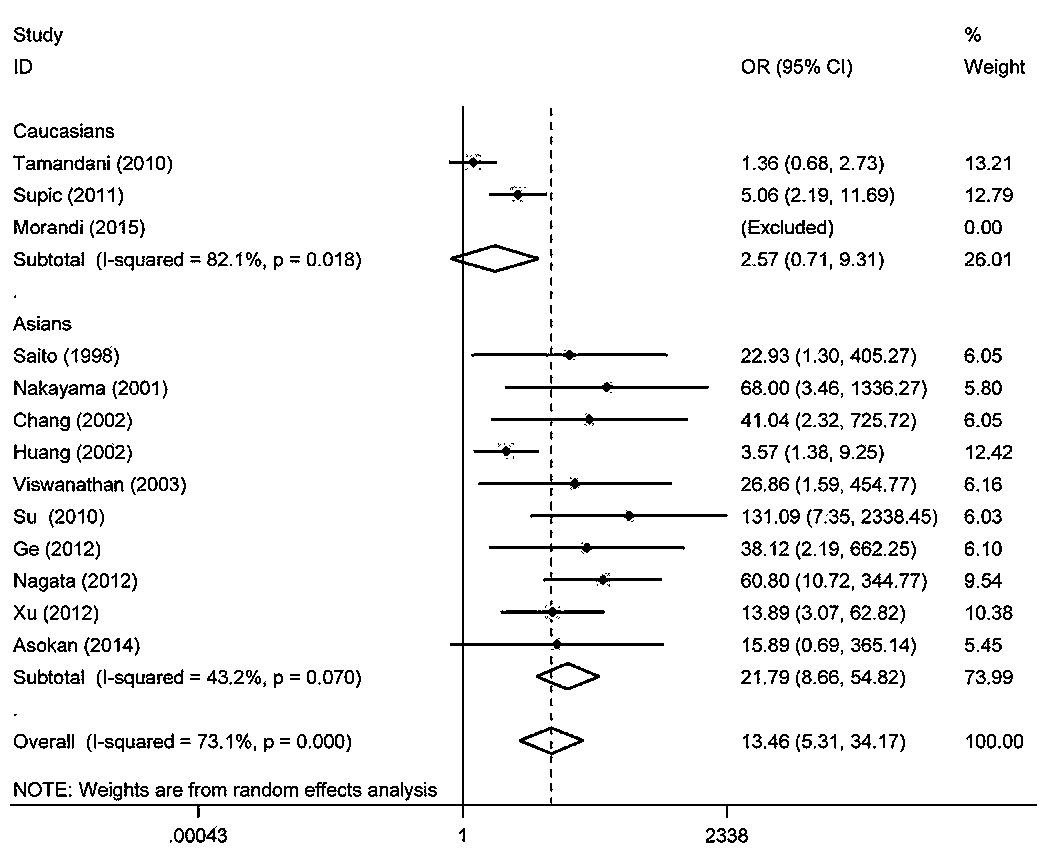 Study %
ID OR (95% CI) Weight
Caucasians
Tamandani (2010) 1.36 (0.68, 2.73) 13.21
Supic (2011) 5.06 (2.19, 11.69) 12.79
Morandi (2015) (Excluded) 0.00
Subtotal (I-squared = 82.1%, p = 0.018) 2.57 (0.71, 9.31) 26.01
.
Asians
Saito (1998) 22.93 (1.30, 405.27) 6.05
Nakayama (2001) 68.00 (3.46, 1336.27) 5.80
Chang (2002) 41.04 (2.32, 725.72) 6.05
Huang (2002) 3.57 (1.38, 9.25) 12.42
Viswanathan (2003) 26.86 (1.59, 454.77) 6.16
Su (2010) 131.09 (7.35, 2338.45) 6.03
Ge (2012) 38.12 (2.19, 662.25) 6.10
Nagata (2012) 60.80 (10.72, 344.77) 9.54
Xu (2012) 13.89 (3.07, 62.82) 10.38
Asokan (2014) 15.89 (0.69, 365.14) 5.45
Subtotal (I-squared = 43.2%, p = 0.070) 21.79 (8.66, 54.82) 73.99
.
Overall (I-squared = 73.1%, p = 0.000) 13.46 (5.31, 34.17) 100.00
NOTE: Weights are from random effects analysis
.00043 1 2338